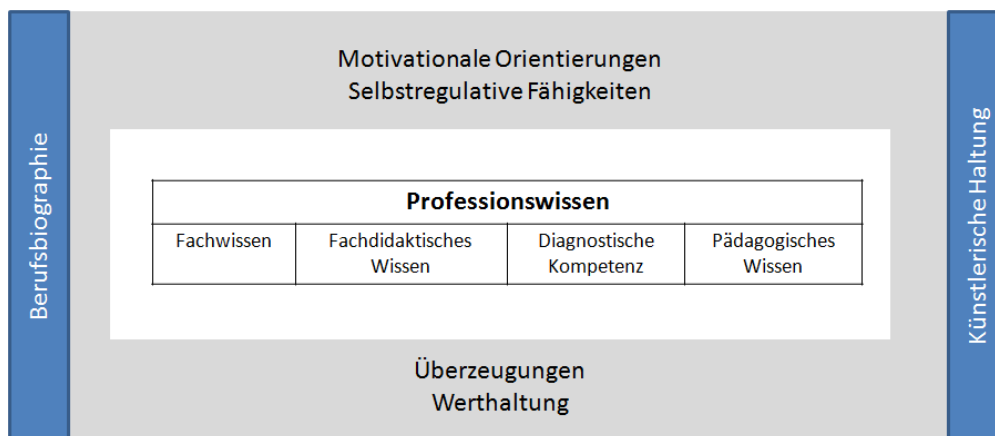 Berufsbiographie
Motivationale Orientierungen
Selbstregulative Fähigkeiten
Professionswissen
Fachwissen
Fachdidaktisches
Wissen
Diagnostische
Kompetenz
Pädagogisches
Wissen
Überzeugungen
Werthaltung
Künstlerische Haltung